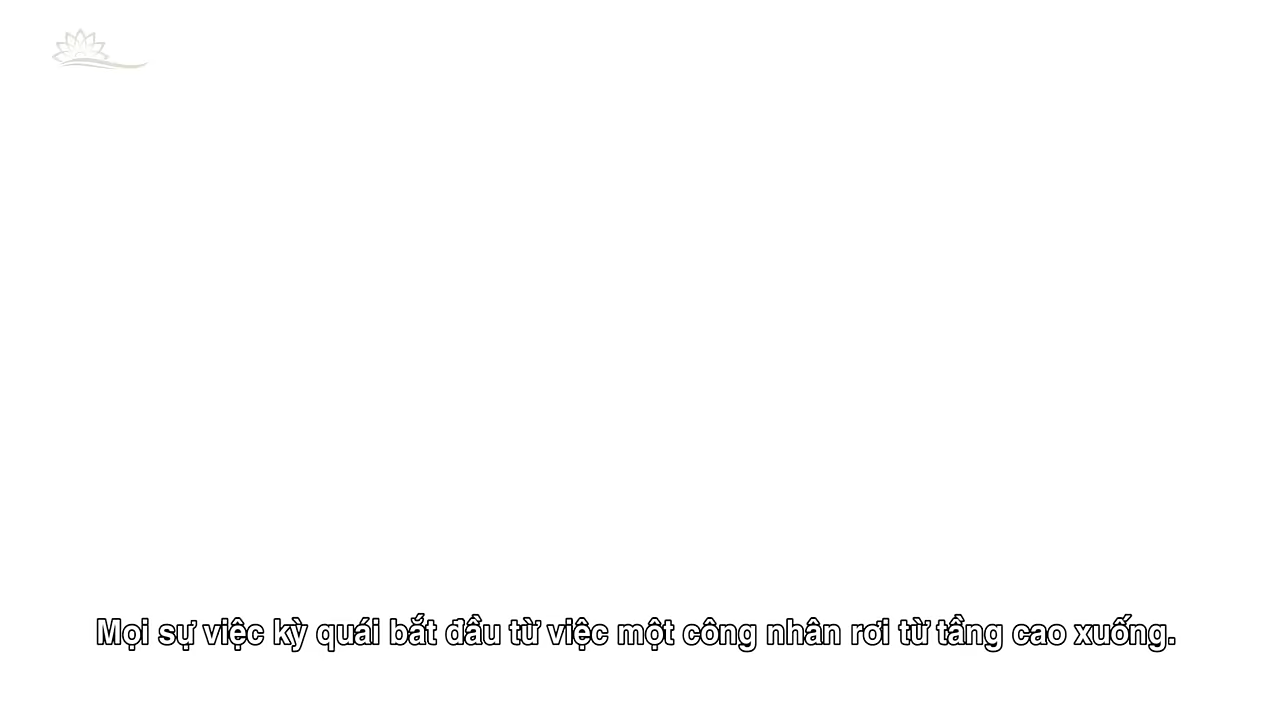 Mọi sự việc kỳ quái bắt đầu từ việc một công nhân rơi từ tầng cao xuống.